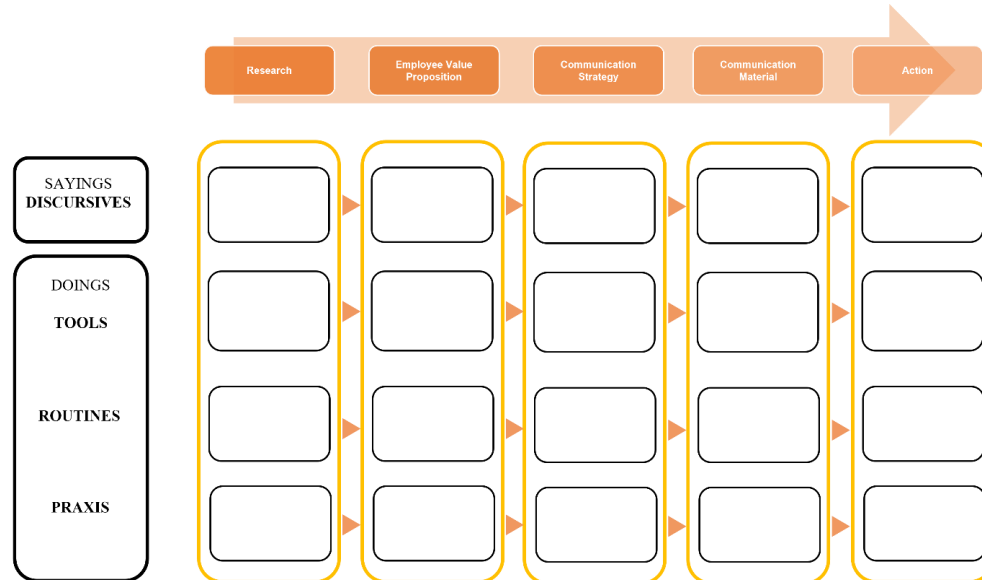 Research
Employee Value
Proposition
Communication
Strategy
Communication
Material
Action
SAYINGS
DISCURSIVES
DOINGS
TOOLS
ROUTINES
PRAXIS